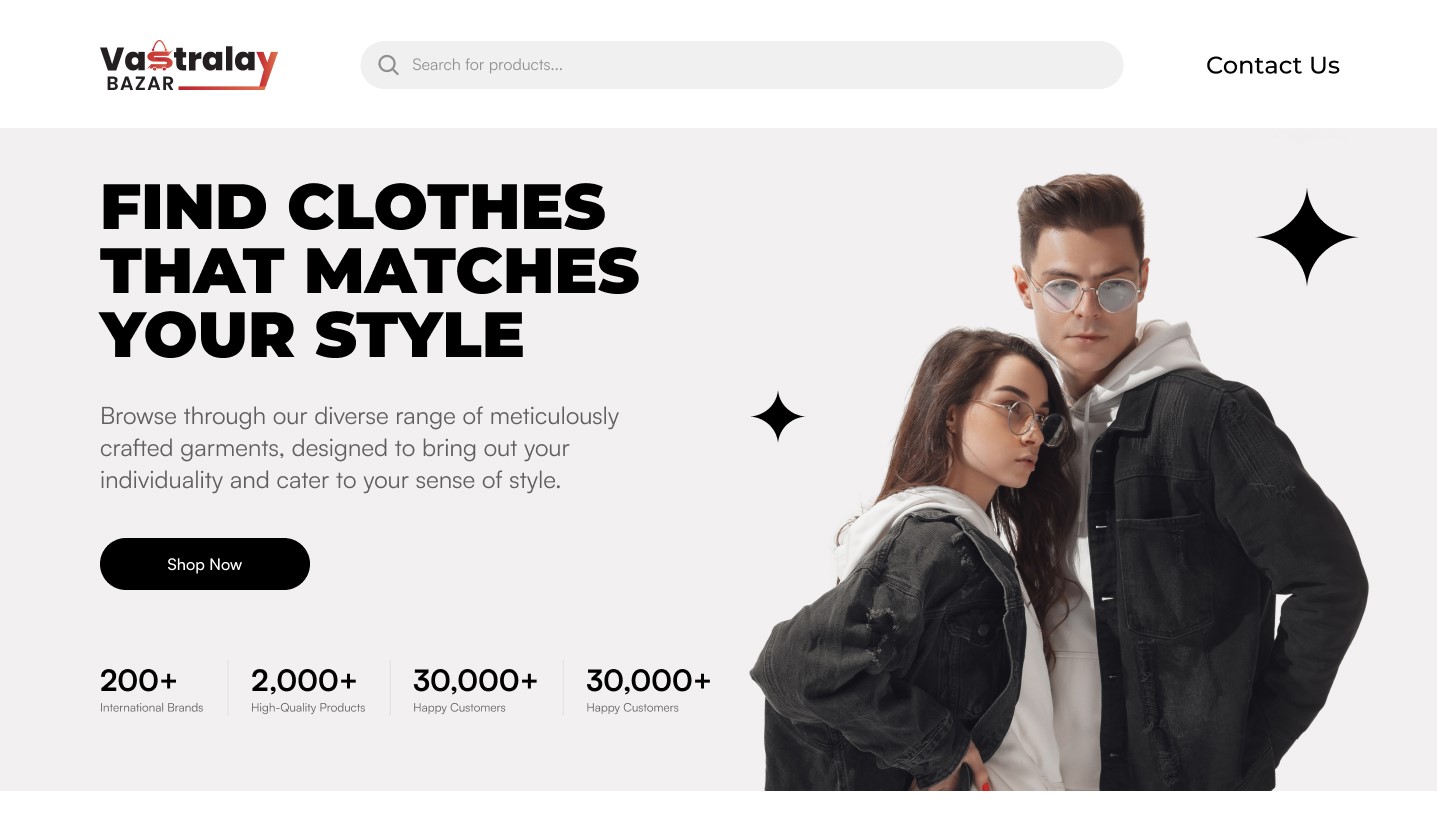 Vastralay
BAZAR
Search for products...
Contact Us
FIND CLOTHES
THAT MATCHES
YOUR STYLE
Browse through our diverse range of meticulously
crafted garments, designed to bring out your
individuality and cater to your sense of style.
Shop Now
200+ 2,000+ 30,000+ 30,000+
International Brands High-Quality Products Happy Customers Happy Customers